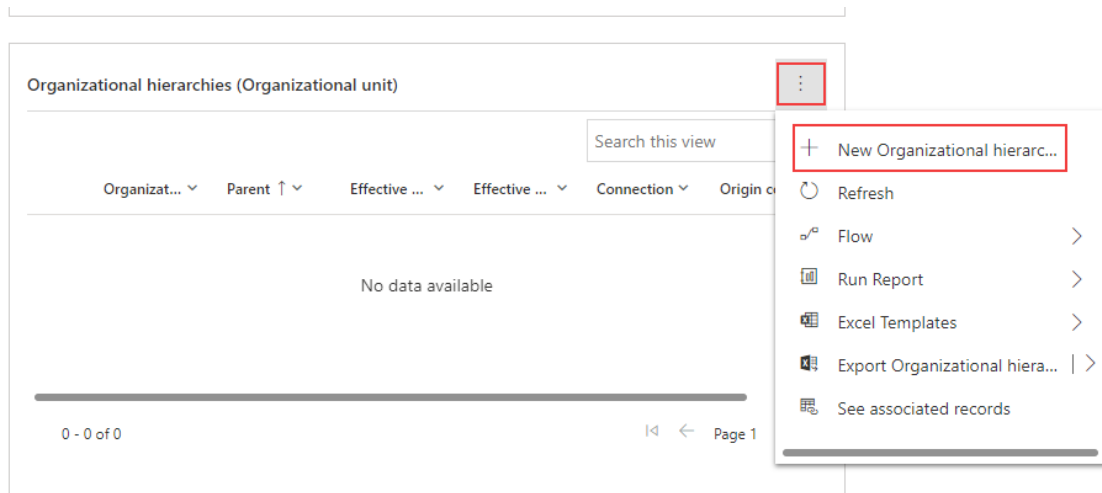 Organizational hierarchies (Organizational unit)
Search this view
New Organizational hierarc...
Organizat... Parent ↑ Effective ... Effective ... Connection Origin c
Refresh
Flow
No data available
Run Report
Excel Templates
Export Organizational hiera...
See associated records
0 - 0 of 0 Page 1